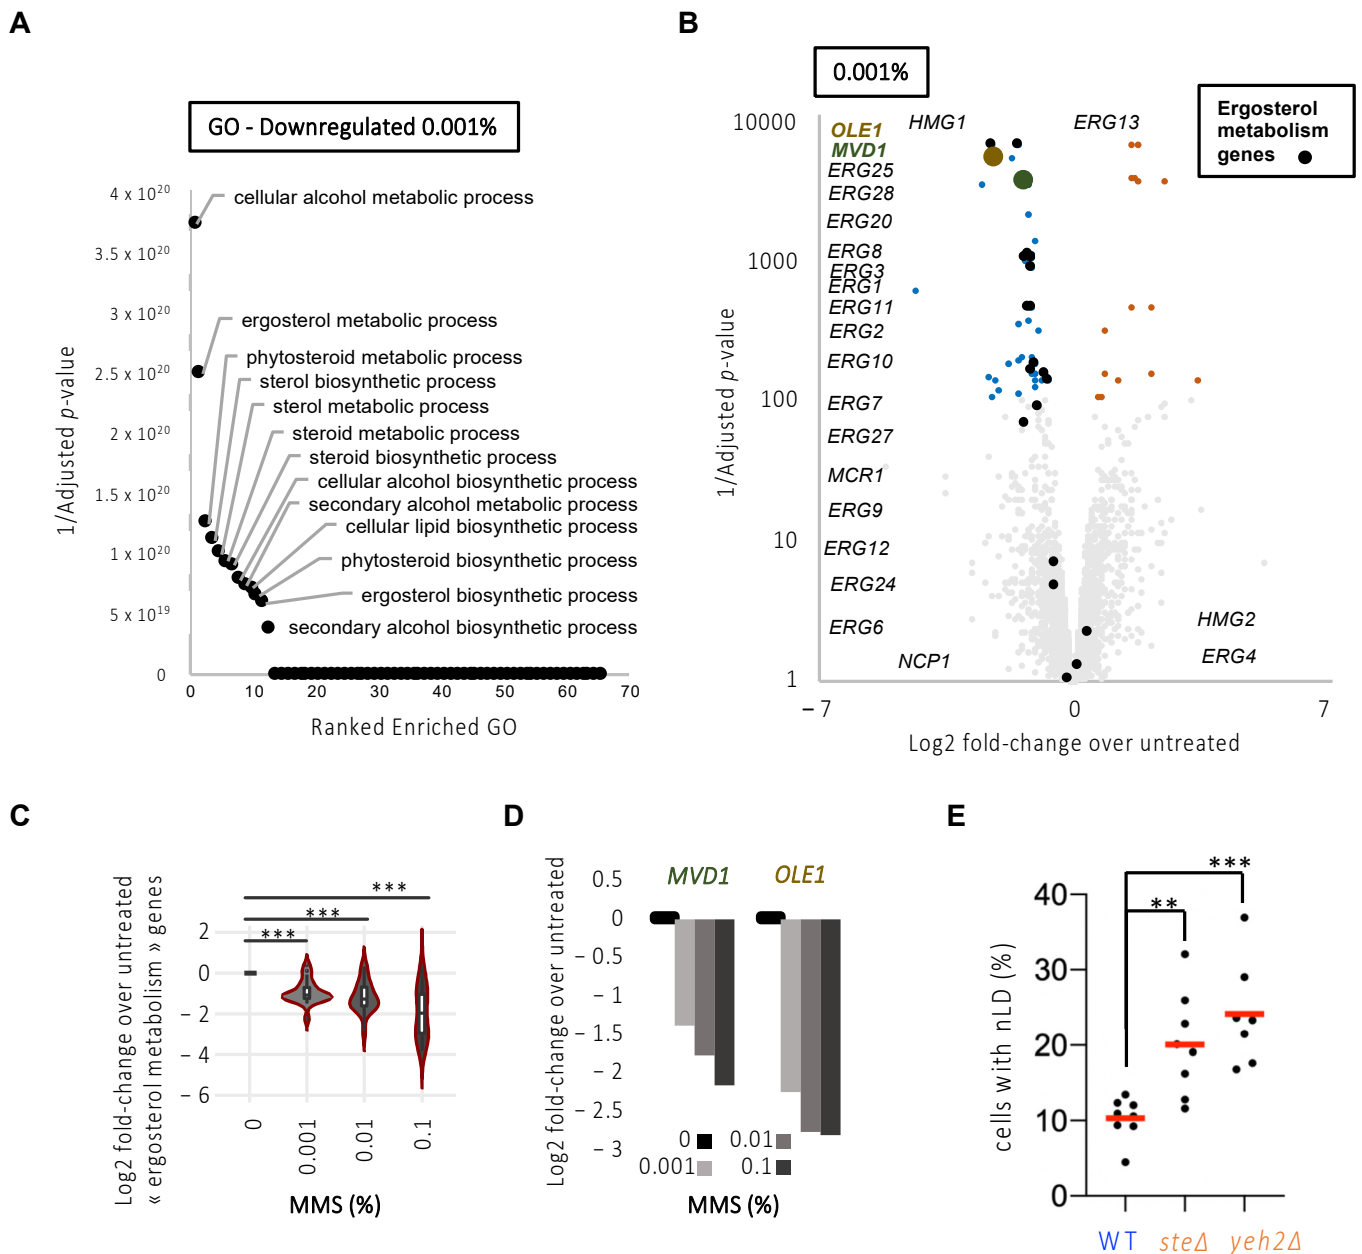 A
GO - Downregulated 0.001%
4 x 10²⁰
3.5 x 10²⁰
3 x 10²⁰
2.5 x 10²⁰
2 x 10²⁰
1.5 x 10²⁰
1 x 10²⁰
5 x 10¹⁹
0
1/Adjusted p-value
cellular alcohol metabolic process
ergosterol metabolic process
phytosteroid metabolic process
sterol biosynthetic process
sterol metabolic process
steroid metabolic process
steroid biosynthetic process
cellular alcohol biosynthetic process
secondary alcohol metabolic process
cellular lipid biosynthetic process
phytosteroid biosynthetic process
ergosterol biosynthetic process
secondary alcohol biosynthetic process
0 10 20 30 40 50 60 70
Ranked Enriched GO
B
0.001%
Ergosterol
metabolism
genes
10000
1000
100
10
1
1/Adjusted p-value
OLE1
MVD1
ERG25
ERG28
ERG20
ERG8
ERG3
ERG1
ERG11
ERG2
ERG10
ERG7
ERG27
MCR1
ERG9
ERG12
ERG24
ERG6
NCP1
HMG1
ERG13
HMG2
ERG4
−7 0 7
Log2 fold-change over untreated
C
Log2 fold-change over untreated
« ergosterol metabolism » genes
***
***
***
2
0
−2
−4
−6
0 0.001 0.01 0.1
MMS (%)
D
Log2 fold-change over untreated
MVD1 OLE1
0.5
0
−0.5
−1
−1.5
−2
−2.5
−3
0 0.01
0.001 0.1
MMS (%)
E
cells with nLD (%)
***
**
40
30
20
10
0
WT steΔ yeh2Δ